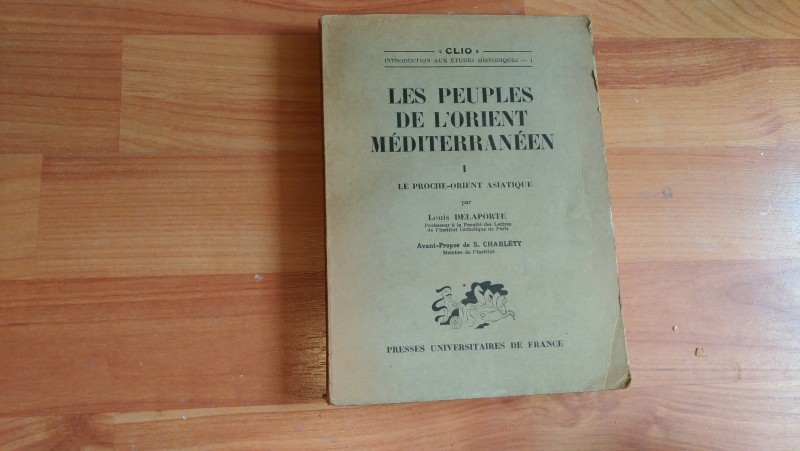 : CLIO :
INTRODUCTION AUX ÉTUDES HISTORIQUES — 1
LES PEUPLES
DE L'ORIENT
MÉDITERRANÉEN
I
LE PROCHE-ORIENT ASIATIQUE
par
Louis DELAPORTE
Professeur à la Faculté des Lettres
de l'Institut Catholique de Paris
Avant-Propos de S. CHARLÉTY
Membre de l'Institut
PRESSES UNIVERSITAIRES DE FRANCE